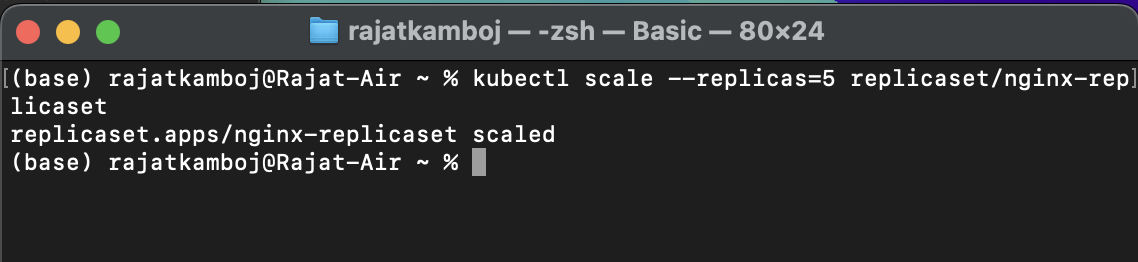 rajatkamboj — -zsh — Basic — 80×24
[(base) rajatkamboj@Rajat-Air ~ % kubectl scale --replicas=5 replicaset/nginx-rep]
licaset
replicaset.apps/nginx-replicaset scaled
(base) rajatkamboj@Rajat-Air ~ %